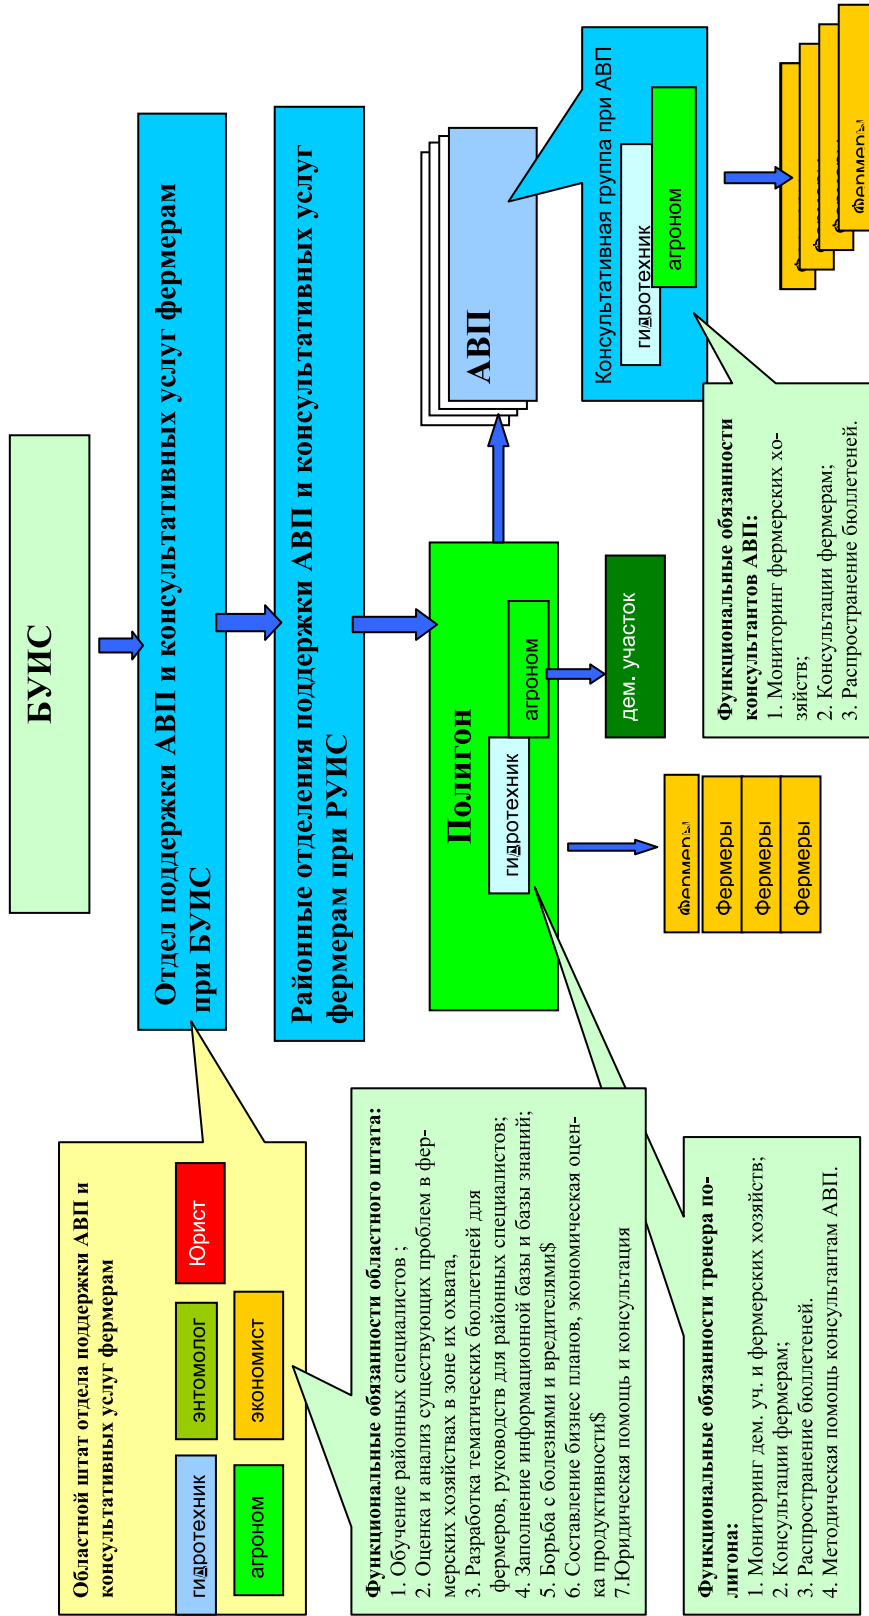 БУИС
Отдел поддержки АВП и консультативных услуг фермерам
при БУИС
Районные отделения поддержки АВП и консультативных услуг
фермерам при РУИС
Полигон
гидротехник
агроном
АВП
Консультативная группа при АВП
гидротехник
агроном
дем. участок
Фермеры
Фермеры
Фермеры
Фермеры
Фермеры
Областной штат отдела поддержки АВП и
консультативных услуг фермерам
гидротехник
энтомолог
Юрист
агроном
экономист
Функциональные обязанности областного штата:
1. Обучение районных специалистов ;
2. Оценка и анализ существующих проблем в фер-
мерских хозяйствах в зоне их охвата,
3. Разработка тематических бюллетеней для
фермеров, руководств для районных специалистов;
4. Заполнение информационной базы и базы знаний;
5. Борьба с болезнями и вредителями$
6. Составление бизнес планов, экономическая оцен-
ка продуктивности$
7.Юридическая помощь и консультация
Функциональные обязанности тренера по-
лигона:
1. Мониторинг дем. уч. и фермерских хозяйств;
2. Консультации фермерам;
3. Распространение бюллетеней.
4. Методическая помощь консультантам АВП.
Функциональные обязанности
консультантов АВП:
1. Мониторинг фермерских хо-
зяйств;
2. Консультации фермерам;
3. Распространение бюллетеней.